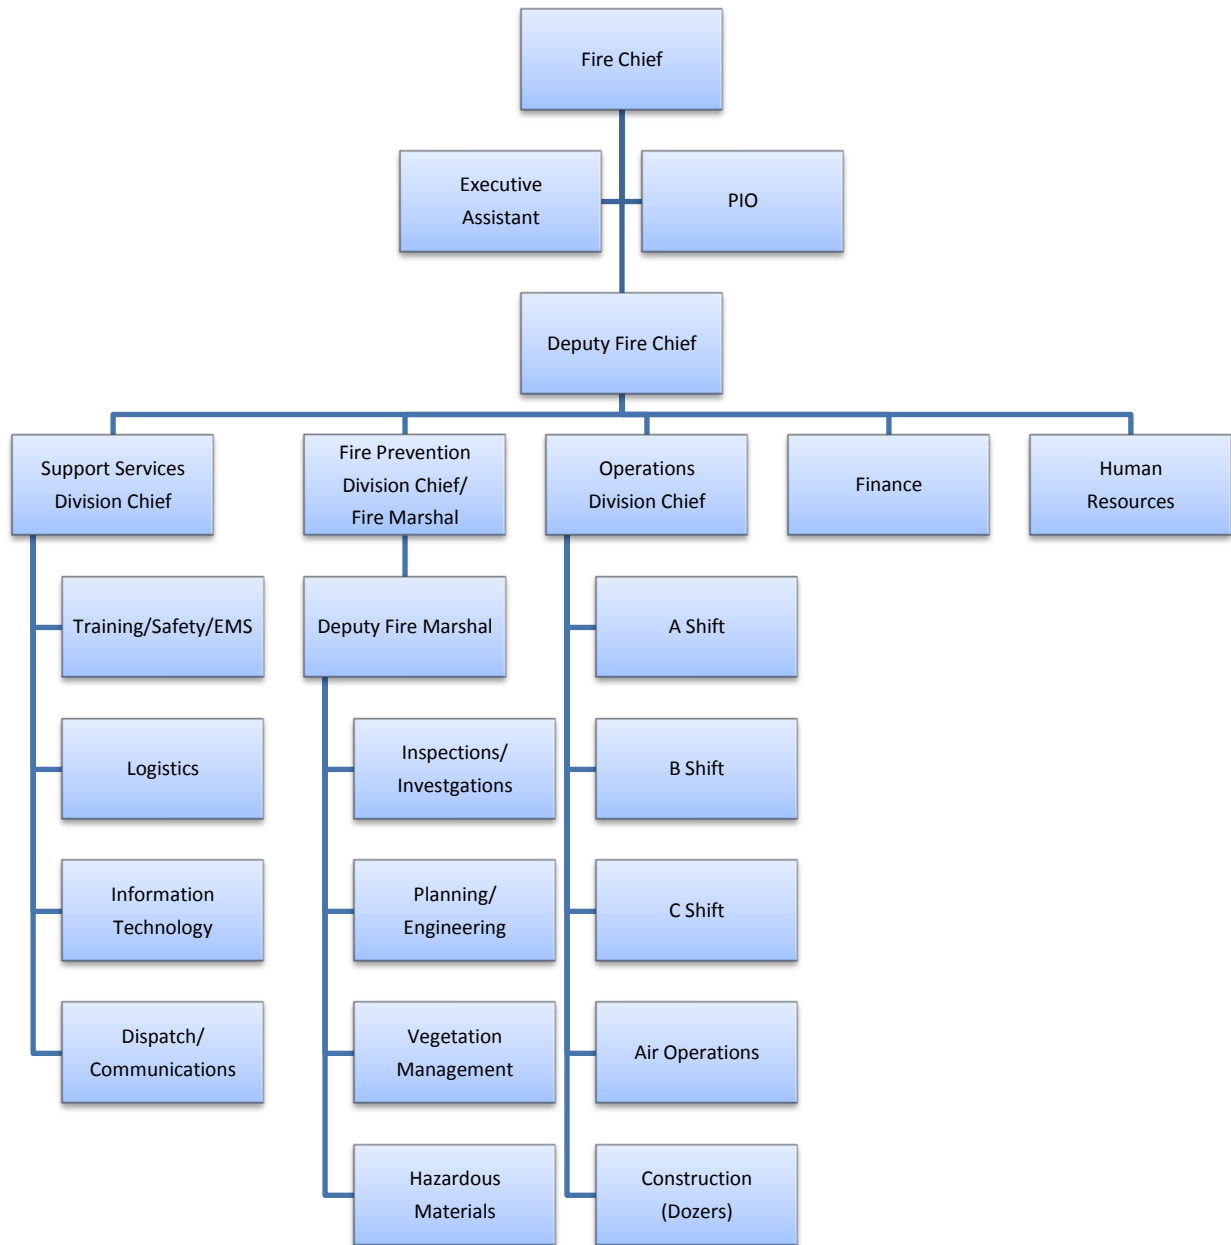 Fire Chief
Executive
Assistant
PIO
Deputy Fire Chief
Support Services
Division Chief
Fire Prevention
Division Chief/
Fire Marshal
Operations
Division Chief
Finance
Human
Resources
Training/Safety/EMS
Deputy Fire Marshal
A Shift
Logistics
Inspections/
Investgations
B Shift
Information
Technology
Planning/
Engineering
C Shift
Dispatch/
Communications
Vegetation
Management
Air Operations
Hazardous
Materials
Construction
(Dozers)